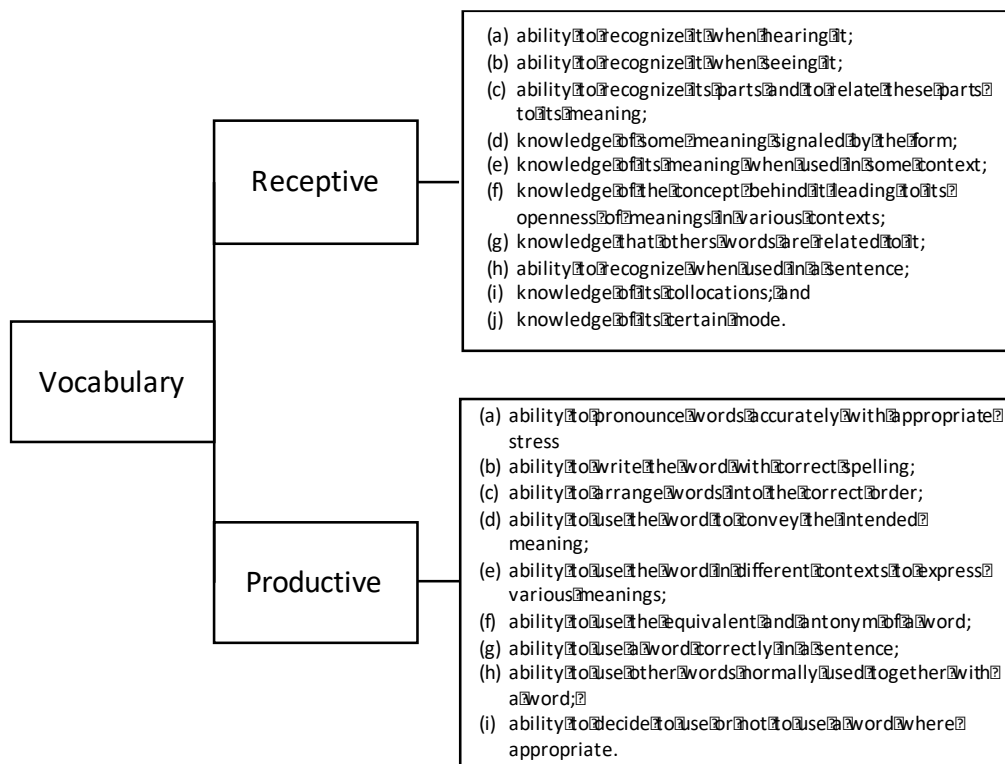 Vocabulary
Receptive
(a) ability to recognize it when hearing it;
(b) ability to recognize it when seeing it;
(c) ability to recognize its parts and to relate these parts
to its meaning;
(d) knowledge of some meaning signaled by the form;
(e) knowledge of its meaning when used in some context;
(f) knowledge of the concept behind it leading to its
openness of meanings in various contexts;
(g) knowledge that others words are related to it;
(h) ability to recognize when used in a sentence;
(i) knowledge of its collocations; and
(j) knowledge of its certain mode.
Productive
(a) ability to pronounce words accurately with appropriate
stress
(b) ability to write the word with correct spelling;
(c) ability to arrange words into the correct order;
(d) ability to use the word to convey the intended
meaning;
(e) ability to use the word in different contexts to express
various meanings;
(f) ability to use the equivalent and antonym of a word;
(g) ability to use a word correctly in a sentence;
(h) ability to use other words normally used together with
a word;
(i) ability to decide to use or not to use a word where
appropriate.